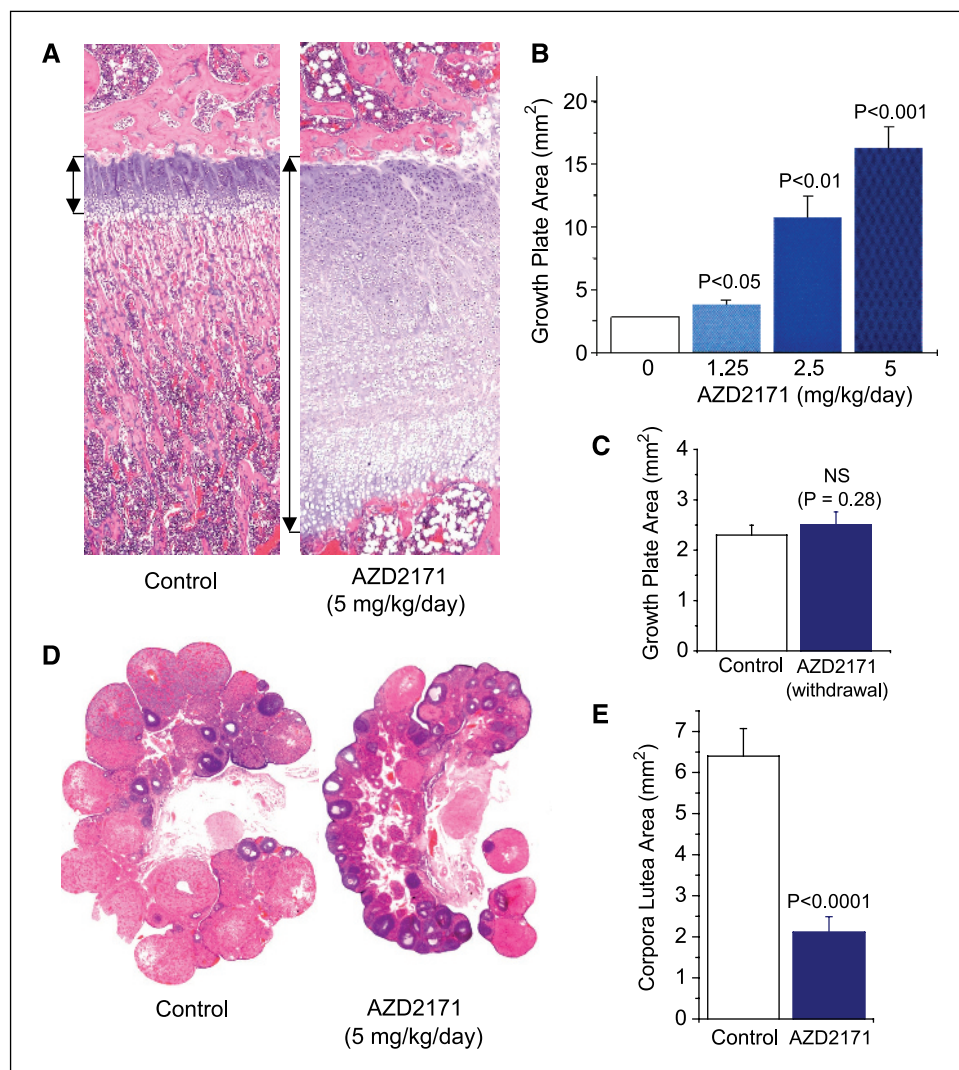 A
Control
AZD2171
(5 mg/kg/day)
B
Growth Plate Area (mm²)
20
15
10
5
0
P<0.05
P<0.01
P<0.001
0
1.25
2.5
5
AZD2171 (mg/kg/day)
C
Growth Plate Area (mm²)
4
3
2
1
0
NS
(P = 0.28)
Control
AZD2171
(withdrawal)
D
Control
AZD2171
(5 mg/kg/day)
E
Corpora Lutea Area (mm²)
7
6
5
4
3
2
1
0
P<0.0001
Control
AZD2171